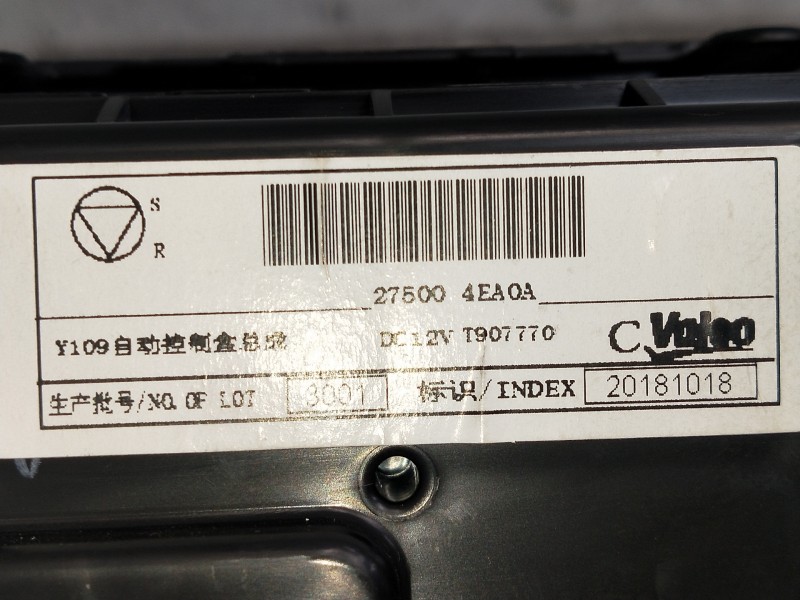 S
R
27500 4EA0A
Y109自动控制盒总成 DC12V T907770 C Valeo
生产批号/NO. OF LOT 3001 标识/INDEX 20181018